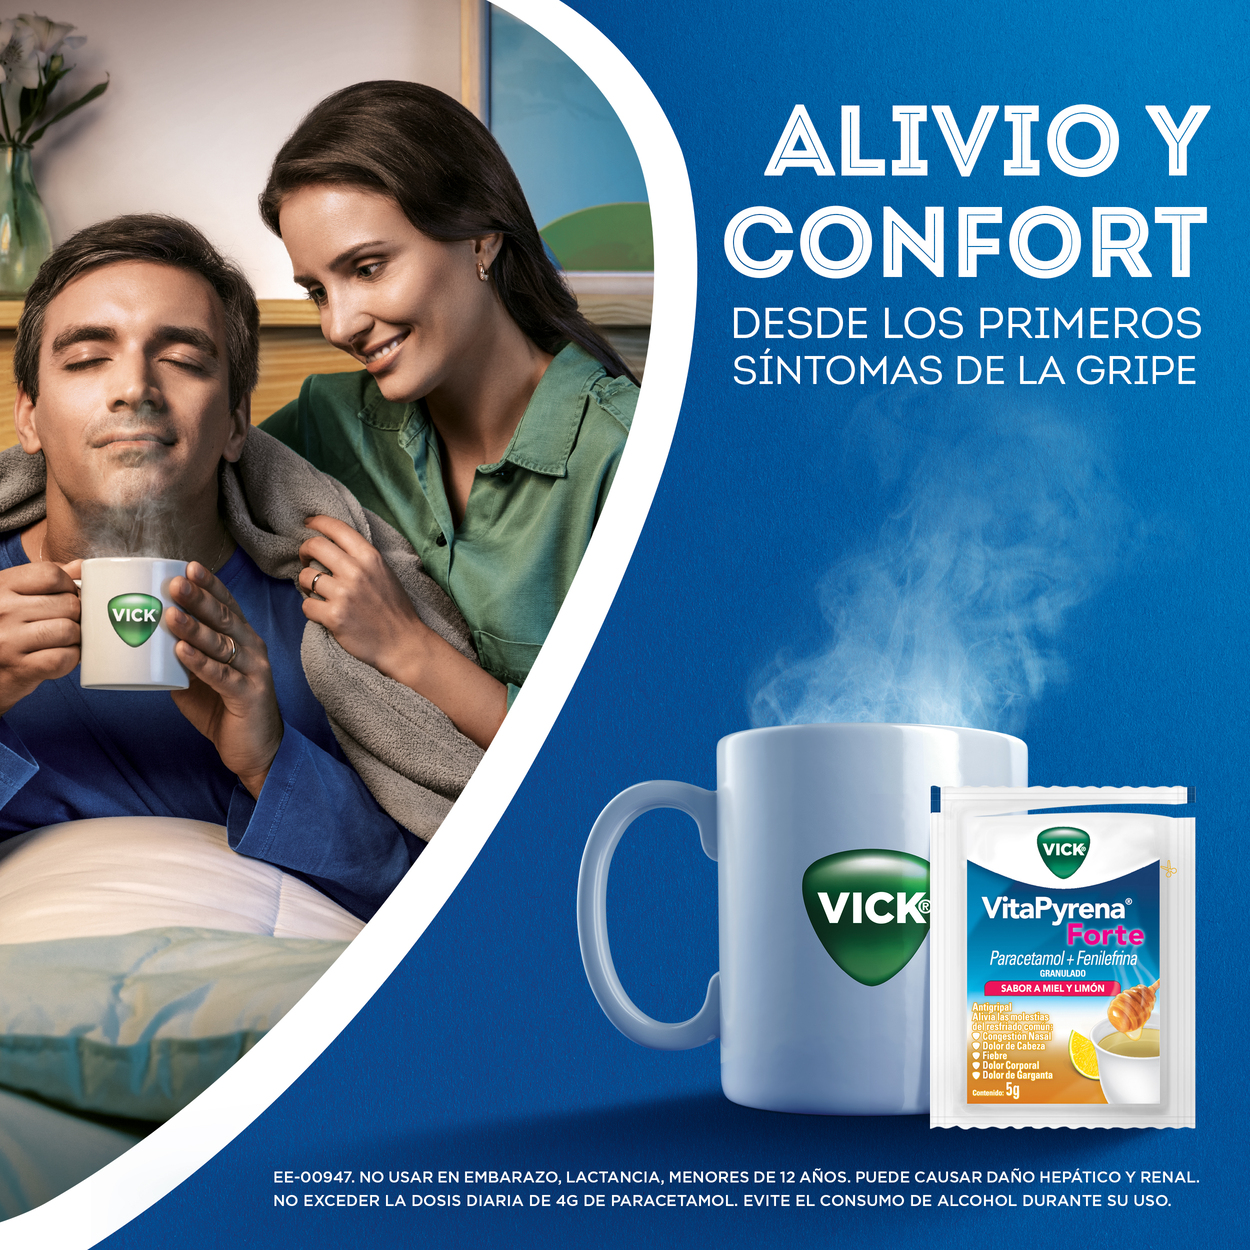 ALIVIO Y
CONFORT
DESDE LOS PRIMEROS
SÍNTOMAS DE LA GRIPE
VICK
VICK®
VICK®
VitaPyrena®
Forte
Paracetamol + Fenilefrina
GRANULADO
SABOR A MIEL Y LIMÓN
Antigripal
Alivia las molestias
del resfriado común:
Congestión Nasal
Dolor de Cabeza
Fiebre
Dolor Corporal
Dolor de Garganta
Contenido: 5g
EE-00947. NO USAR EN EMBARAZO, LACTANCIA, MENORES DE 12 AÑOS. PUEDE CAUSAR DAÑO HEPÁTICO Y RENAL.
NO EXCEDER LA DOSIS DIARIA DE 4G DE PARACETAMOL. EVITE EL CONSUMO DE ALCOHOL DURANTE SU USO.